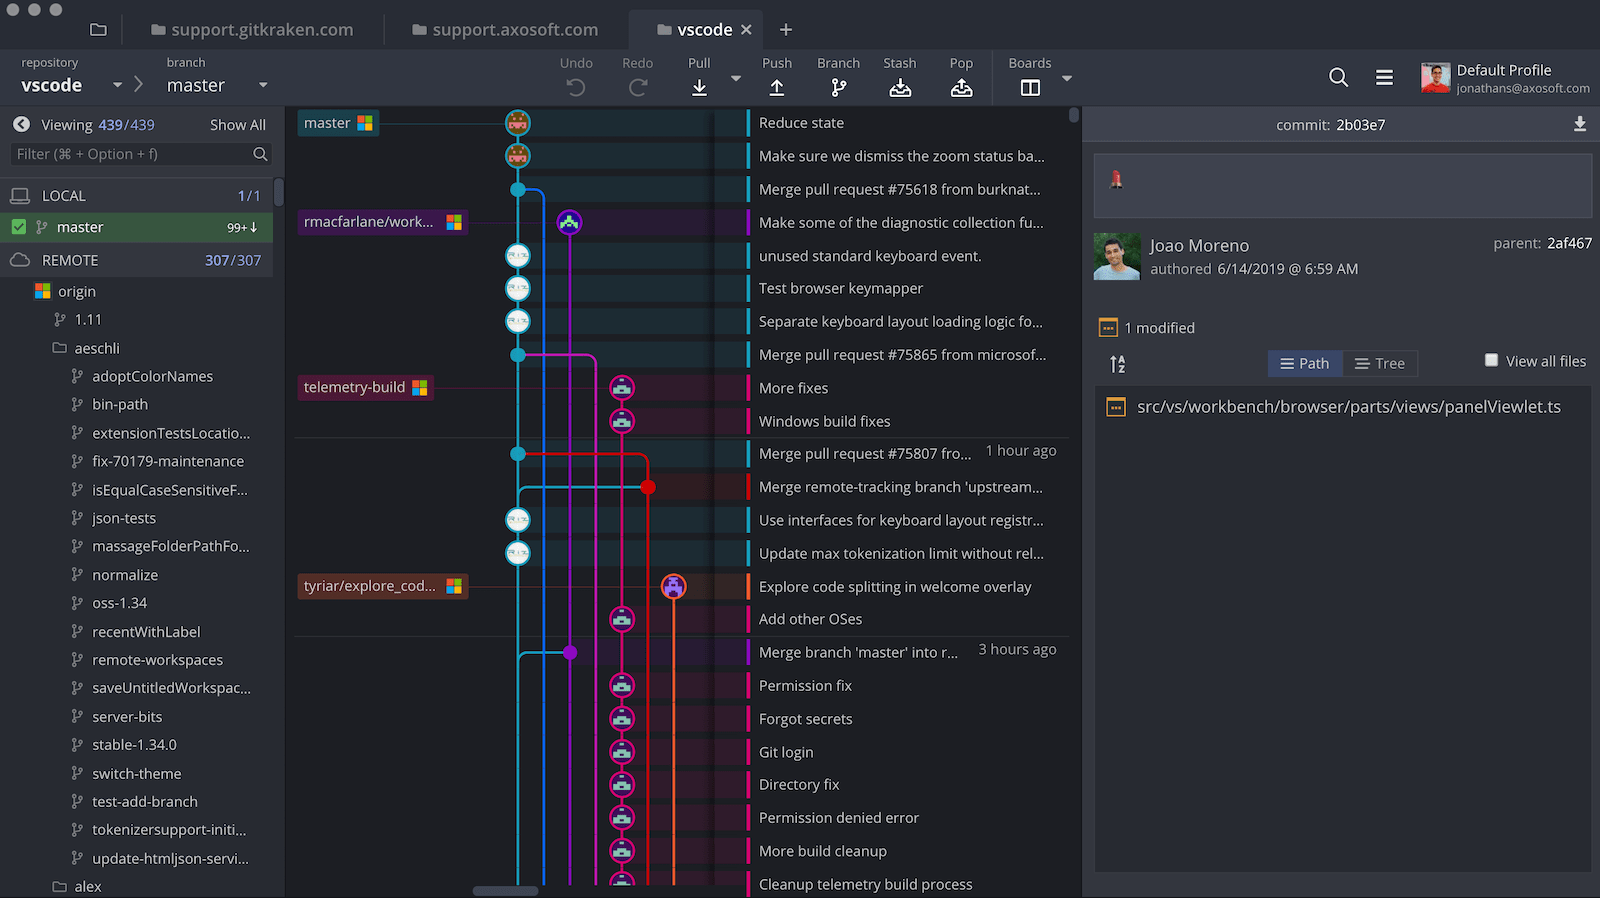 support.gitkraken.com
support.axosoft.com
vscode
repository
vscode
branch
master
Undo
Redo
Pull
Push
Branch
Stash
Pop
Boards
Default Profile
jonathans@axosoft.com
Viewing 439/439
Show All
Filter (⌘ + Option + f)
LOCAL
1/1
master
99+↓
REMOTE
307/307
origin
1.11
aeschli
adoptColorNames
bin-path
extensionTestsLocatio...
fix-70179-maintenance
isEqualCaseSensitiveF...
json-tests
massageFolderPathFo...
normalize
oss-1.34
recentWithLabel
remote-workspaces
saveUntitledWorkspac...
server-bits
stable-1.34.0
switch-theme
test-add-branch
tokenizersupport-initi...
update-htmljson-servi...
alex
master
rmacfarlane/work...
telemetry-build
tyriar/explore_cod...
Reduce state
Make sure we dismiss the zoom status ba...
Merge pull request #75618 from burknat...
Make some of the diagnostic collection fu...
unused standard keyboard event.
Test browser keymapper
Separate keyboard layout loading logic fo...
Merge pull request #75865 from microsof...
More fixes
Windows build fixes
Merge pull request #75807 fro...
1 hour ago
Merge remote-tracking branch 'upstream...
Use interfaces for keyboard layout registr...
Update max tokenization limit without rel...
Explore code splitting in welcome overlay
Add other OSes
Merge branch 'master' into r...
3 hours ago
Permission fix
Forgot secrets
Git login
Directory fix
Permission denied error
More build cleanup
Cleanup telemetry build process
commit: 2b03e7
Joao Moreno
authored 6/14/2019 @ 6:59 AM
parent: 2af467
1 modified
Path
Tree
View all files
src/vs/workbench/browser/parts/views/panelViewlet.ts